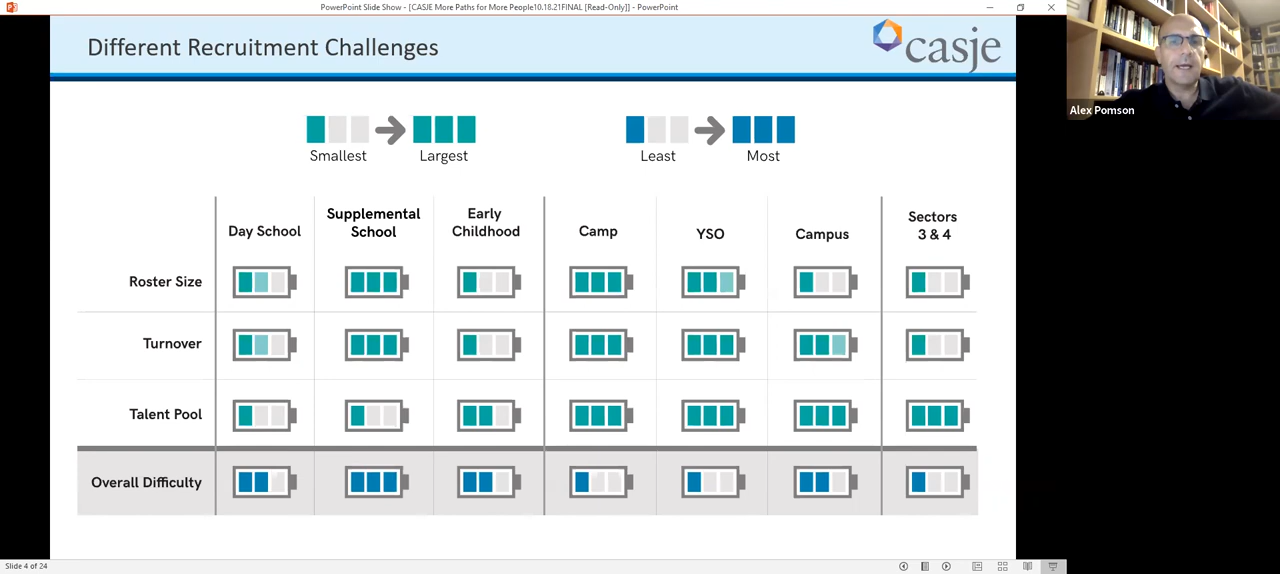 PowerPoint Slide Show - [CASJE More Paths for More People10.18.21FINAL [Read-Only]] - PowerPoint
Different Recruitment Challenges
casje
Alex Pomson
Smallest
Largest
Least
Most
Day School
Supplemental
School
Early
Childhood
Camp
YSO
Campus
Sectors
3 & 4
Roster Size
Turnover
Talent Pool
Overall Difficulty
Slide 4 of 24